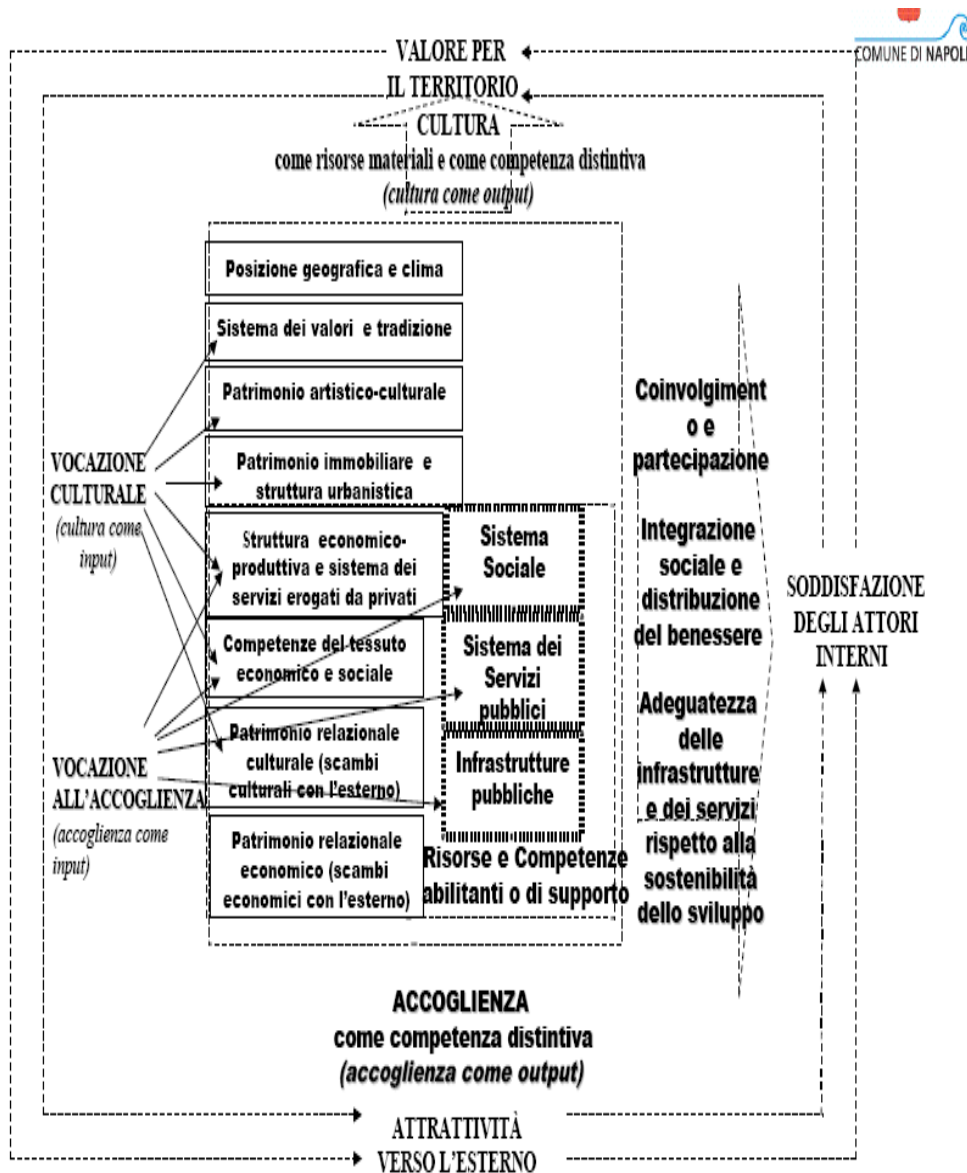 COMUNE DI NAPOLI
VALORE PER
IL TERRITORIO
CULTURA
come risorse materiali e come competenza distintiva
(cultura come output)
Posizione geografica e clima
Sistema dei valori e tradizione
Patrimonio artistico-culturale
Patrimonio immobiliare e
struttura urbanistica
Struttura economico-
produttiva e sistema dei
servizi erogati da privati
Competenze del tessuto
economico e sociale
Patrimonio relazionale
culturale (scambi
culturali con l'esterno)
Patrimonio relazionale
economico (scambi
economici con l'esterno)
VOCAZIONE
CULTURALE
(cultura come
input)
VOCAZIONE
ALL'ACCOGLIENZA
(accoglienza come
input)
Sistema
Sociale
Sistema dei
Servizi
pubblici
Infrastrutture
pubbliche
Risorse e Competenze
abilitanti o di supporto
Coinvolgiment
o e
partecipazione
Integrazione
sociale e
distribuzione
del benessere
Adeguatezza
delle
infrastrutture
e dei servizi
rispetto alla
sostenibilità
dello sviluppo
SODDISFAZIONE
DEGLI ATTORI
INTERNI
ACCOGLIENZA
come competenza distintiva
(accoglienza come output)
ATTRATTIVITÀ
VERSO L'ESTERNO